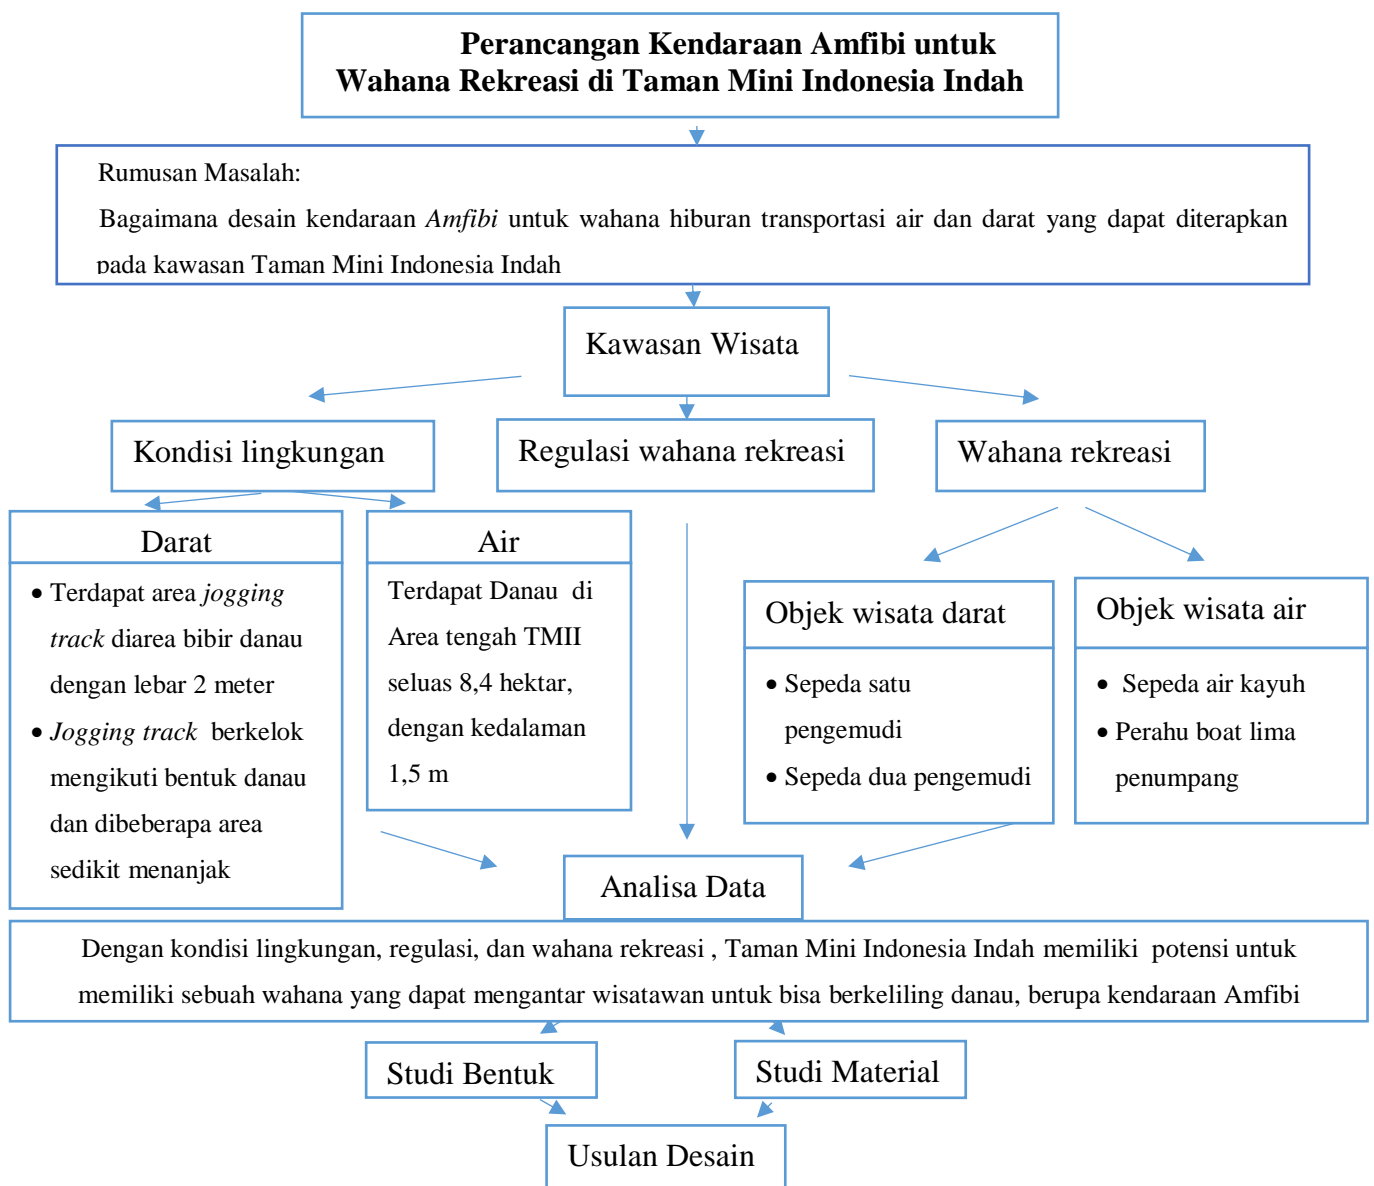 Perancangan Kendaraan Amfibi untuk
Wahana Rekreasi di Taman Mini Indonesia Indah
Rumusan Masalah:
Bagaimana desain kendaraan Amfibi untuk wahana hiburan transportasi air dan darat yang dapat diterapkan
pada kawasan Taman Mini Indonesia Indah
Kawasan Wisata
Kondisi lingkungan
Regulasi wahana rekreasi
Wahana rekreasi
Darat
• Terdapat area jogging
track diarea bibir danau
dengan lebar 2 meter
• Jogging track berkelok
mengikuti bentuk danau
dan dibeberapa area
sedikit menanjak
Air
Terdapat Danau di
Area tengah TMII
seluas 8,4 hektar,
dengan kedalaman
1,5 m
Objek wisata darat
• Sepeda satu
pengemudi
• Sepeda dua pengemudi
Objek wisata air
• Sepeda air kayuh
• Perahu boat lima
penumpang
Analisa Data
Dengan kondisi lingkungan, regulasi, dan wahana rekreasi , Taman Mini Indonesia Indah memiliki potensi untuk
memiliki sebuah wahana yang dapat mengantar wisatawan untuk bisa berkeliling danau, berupa kendaraan Amfibi
Studi Bentuk
Studi Material
Usulan Desain